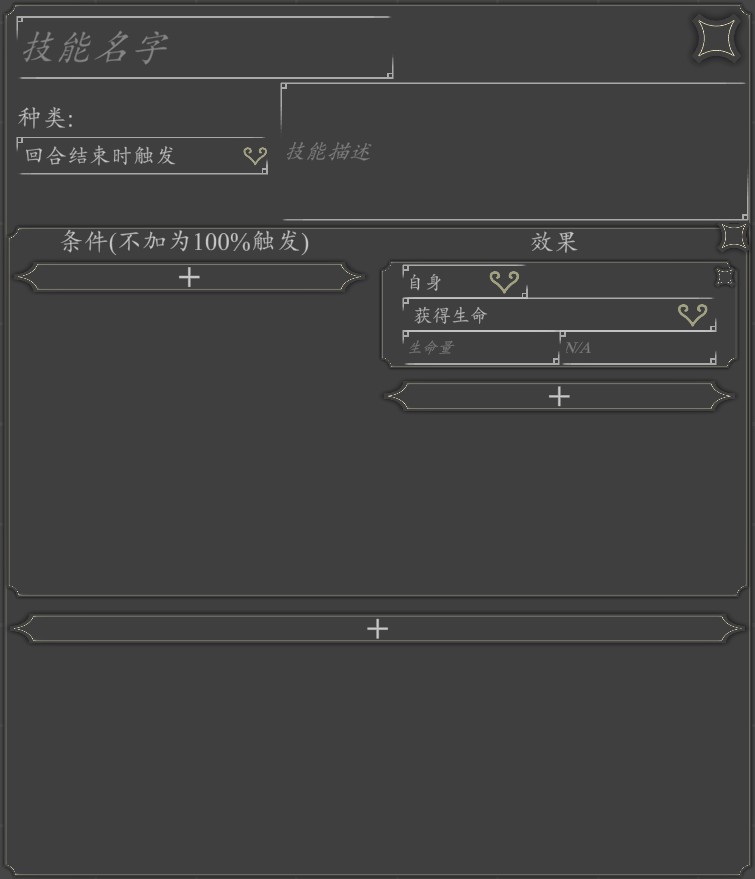 技能名字
种类:
回合结束时触发
技能描述
条件(不加为100%触发)
效果
+
自身
获得生命
生命量 N/A
+
+